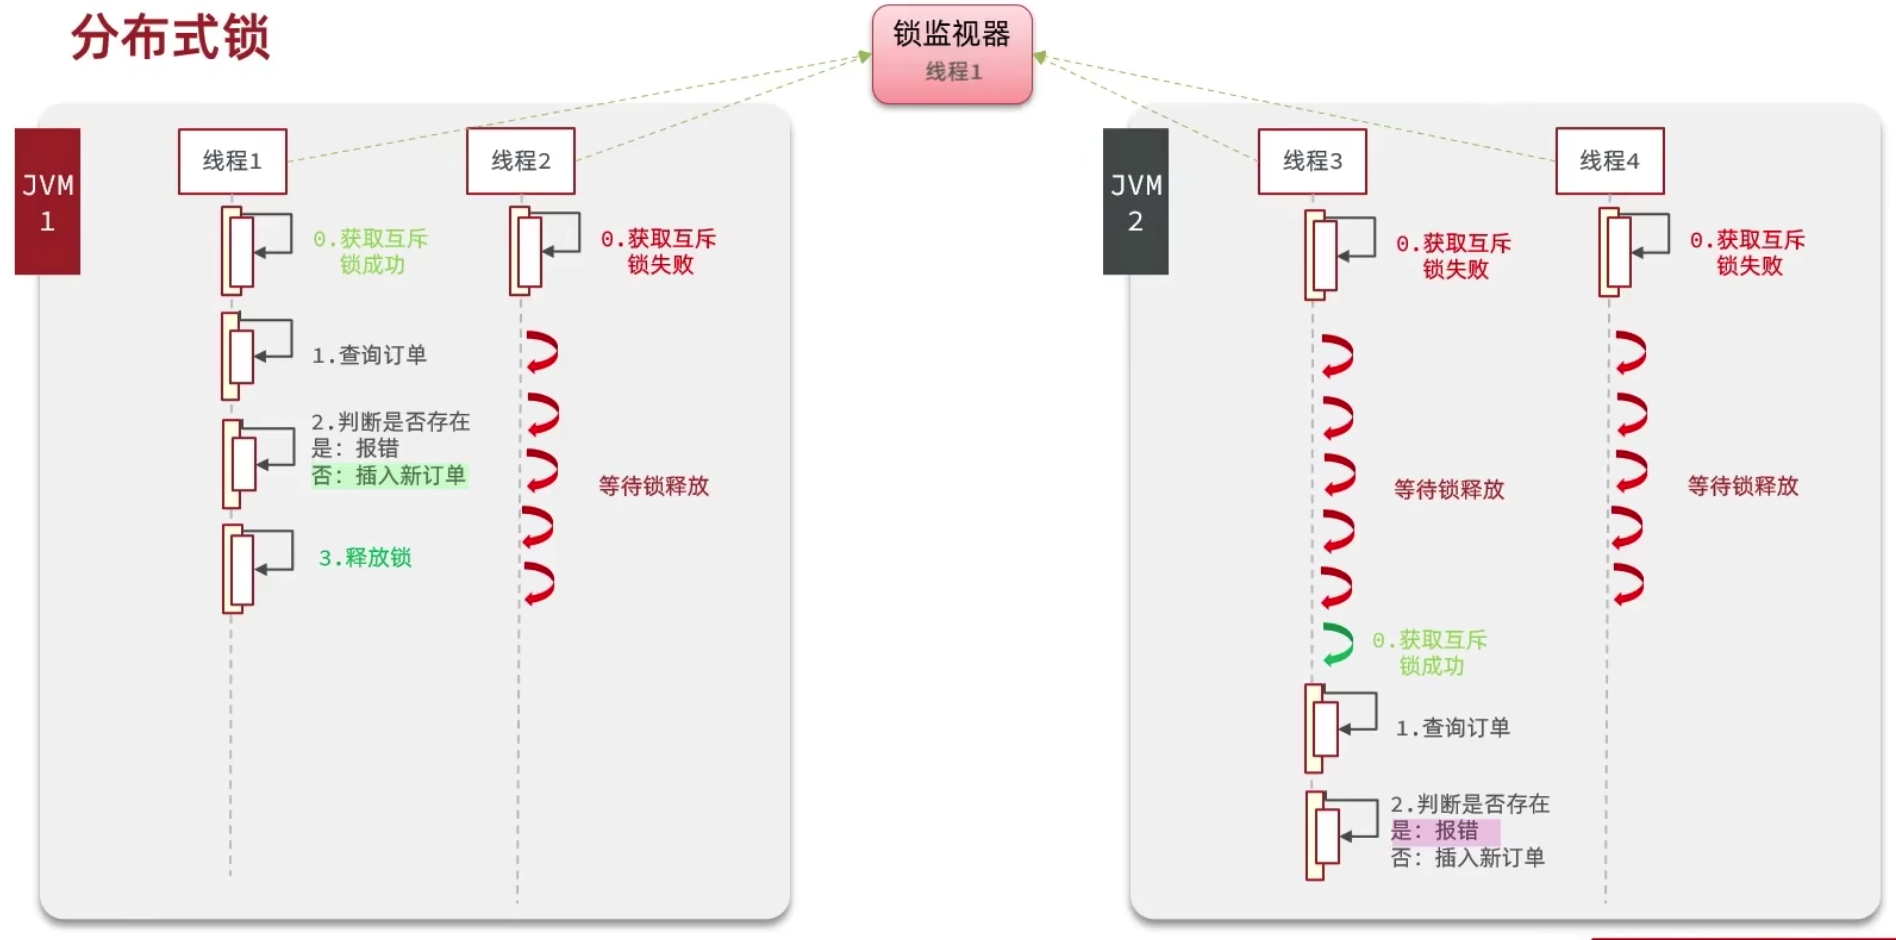 分布式锁
锁监视器
线程1
JVM
1
线程1
0.获取互斥
锁成功
1.查询订单
2.判断是否存在
是：报错
否：插入新订单
3.释放锁
线程2
0.获取互斥
锁失败
等待锁释放
JVM
2
线程3
0.获取互斥
锁失败
等待锁释放
0.获取互斥
锁成功
1.查询订单
2.判断是否存在
是：报错
否：插入新订单
线程4
0.获取互斥
锁失败
等待锁释放